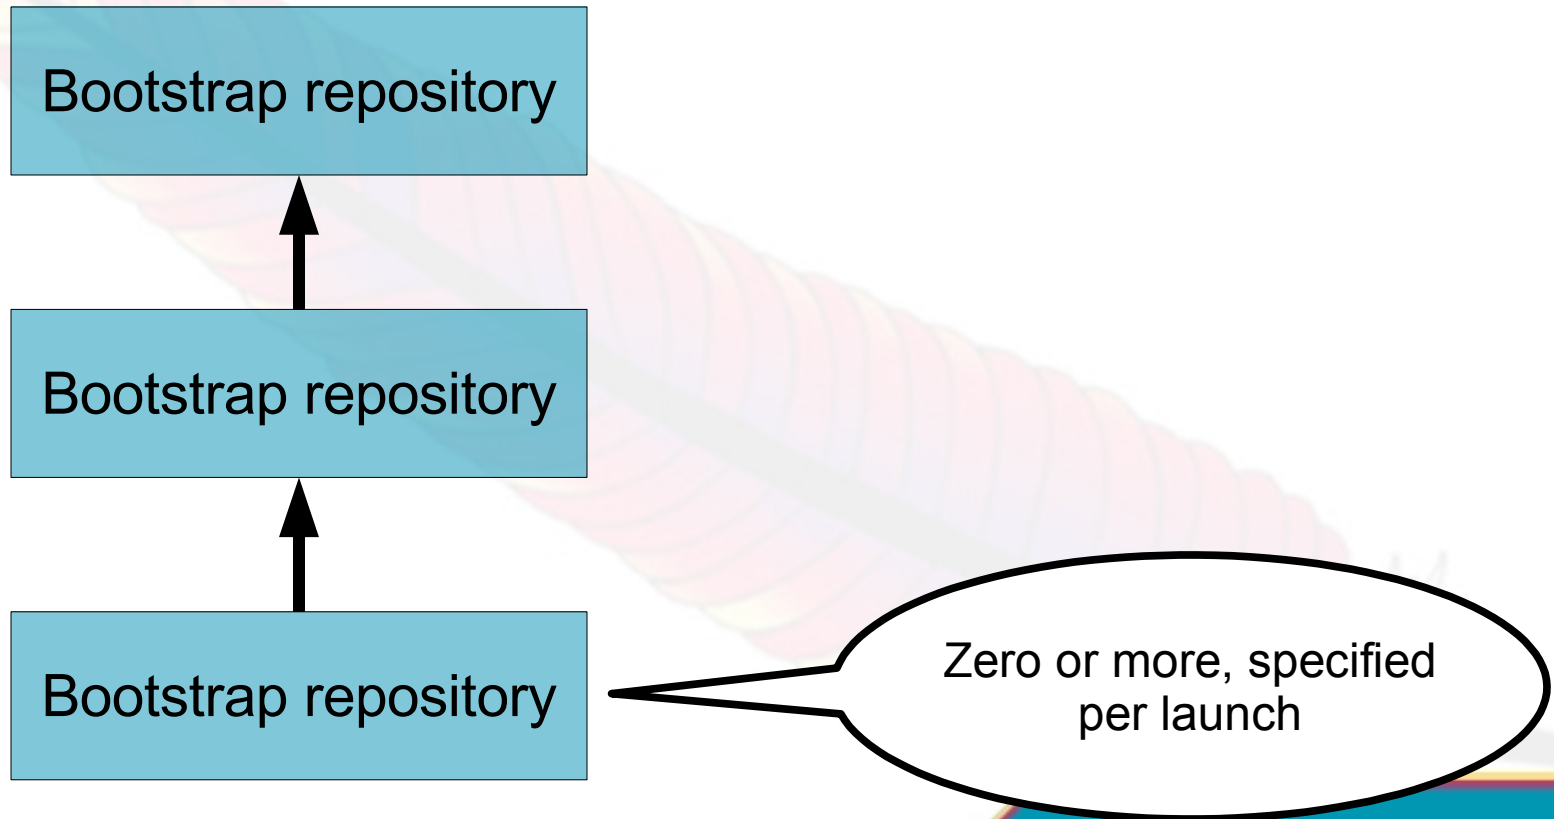 Bootstrap repository
Bootstrap repository
Bootstrap repository
Zero or more, specified
per launch